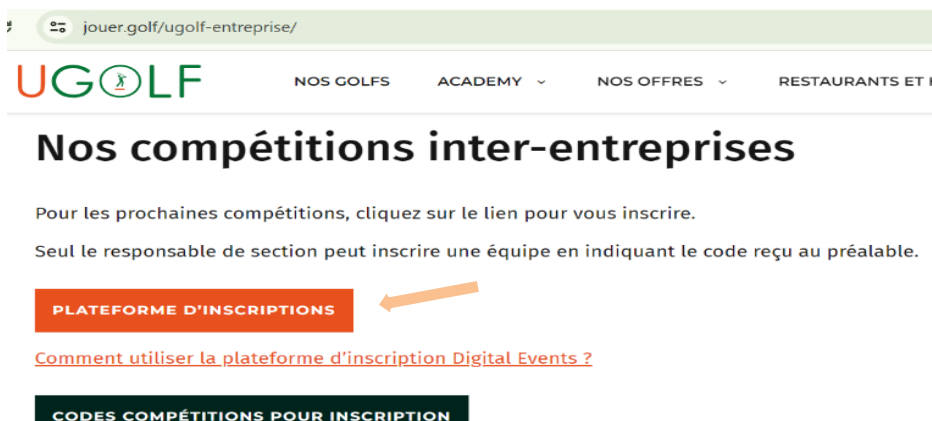 jouer.golf/ugolf-entreprise/
UGOLF NOS GOLFS ACADEMY NOS OFFRES RESTAURANTS ET
Nos compétitions inter-entreprises
Pour les prochaines compétitions, cliquez sur le lien pour vous inscrire.
Seul le responsable de section peut inscrire une équipe en indiquant le code reçu au préalable.
PLATEFORME D’INSCRIPTIONS
Comment utiliser la plateforme d’inscription Digital Events ?
CODES COMPÉTITIONS POUR INSCRIPTION